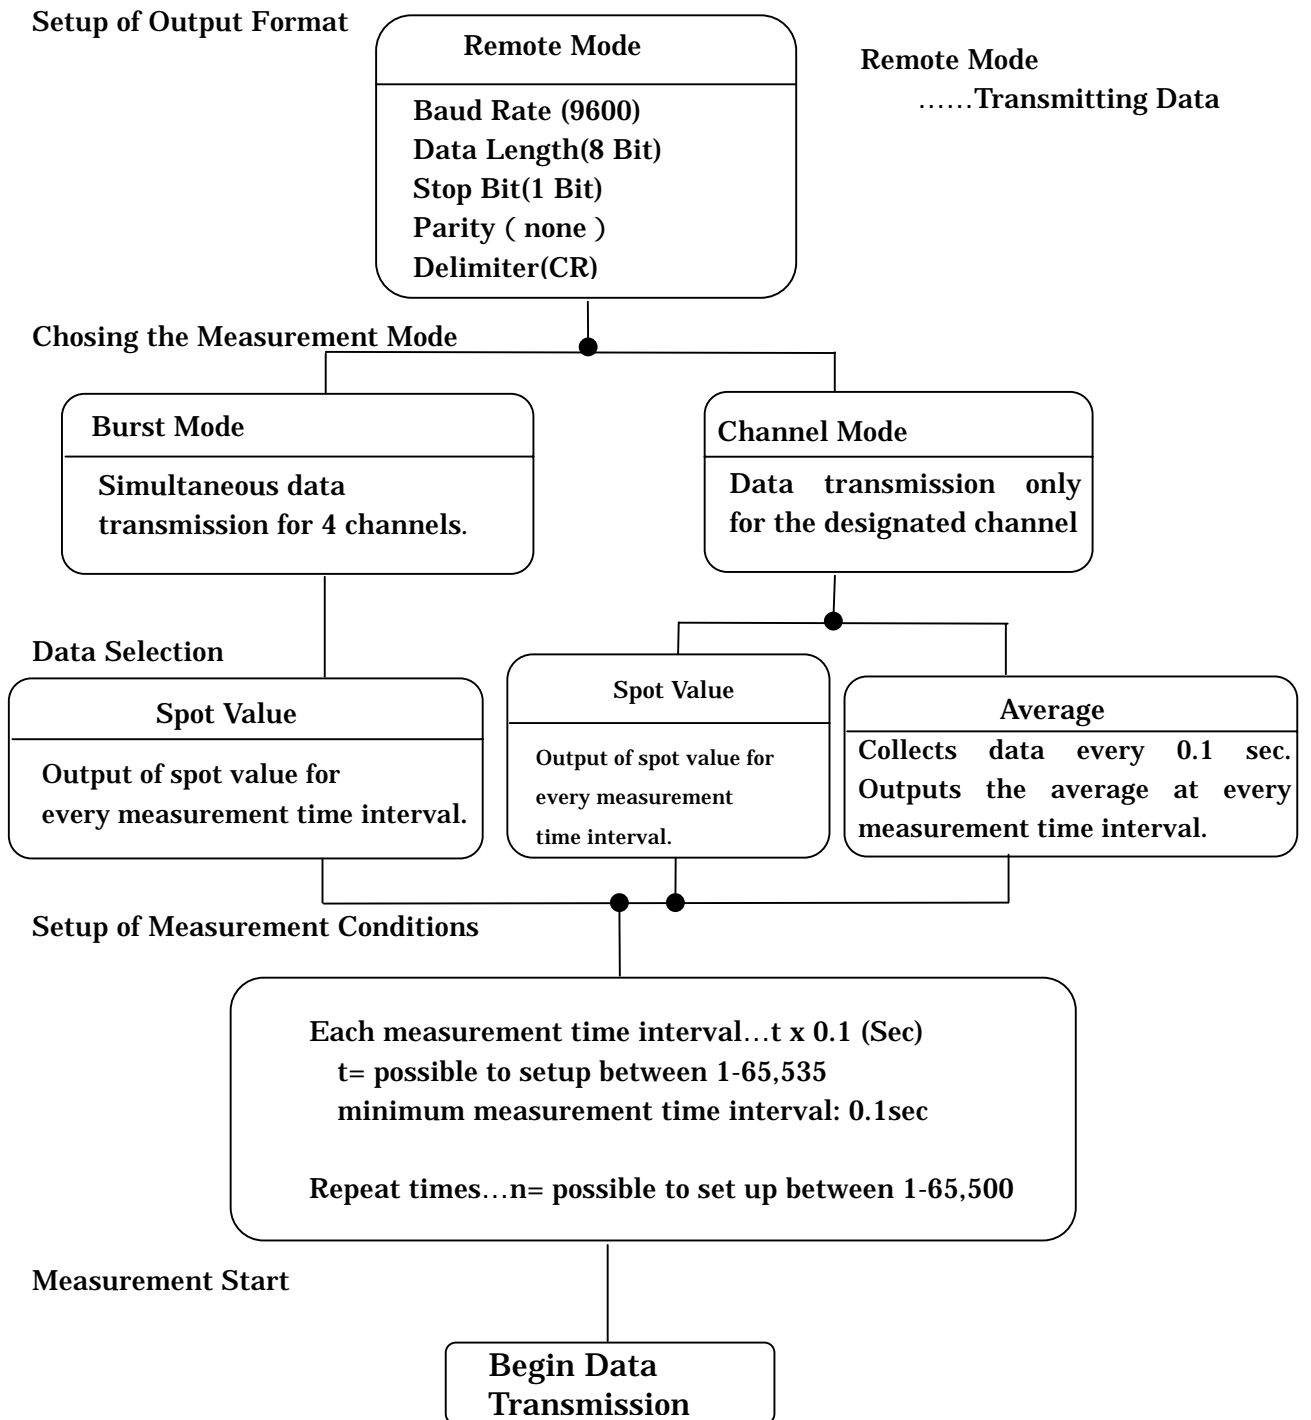 Setup of Output Format
Remote Mode
Baud Rate (9600)
Data Length(8 Bit)
Stop Bit(1 Bit)
Parity ( none )
Delimiter(CR)
Remote Mode
……Transmitting Data
Chosing the Measurement Mode
Burst Mode
Simultaneous data
transmission for 4 channels.
Channel Mode
Data transmission only
for the designated channel
Data Selection
Spot Value
Output of spot value for
every measurement time interval.
Spot Value
Output of spot value for
every measurement
time interval.
Average
Collects data every 0.1 sec.
Outputs the average at every
measurement time interval.
Setup of Measurement Conditions
Each measurement time interval…t x 0.1 (Sec)
t= possible to setup between 1-65,535
minimum measurement time interval: 0.1sec
Repeat times…n= possible to set up between 1-65,500
Measurement Start
Begin Data
Transmission